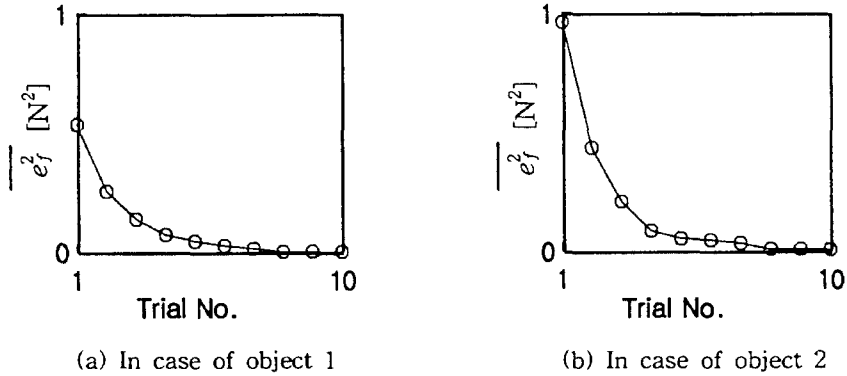 1
e_f^2 [N^2]
0
1
10
Trial No.
(a) In case of object 1
1
e_f^2 [N^2]
0
1
10
Trial No.
(b) In case of object 2